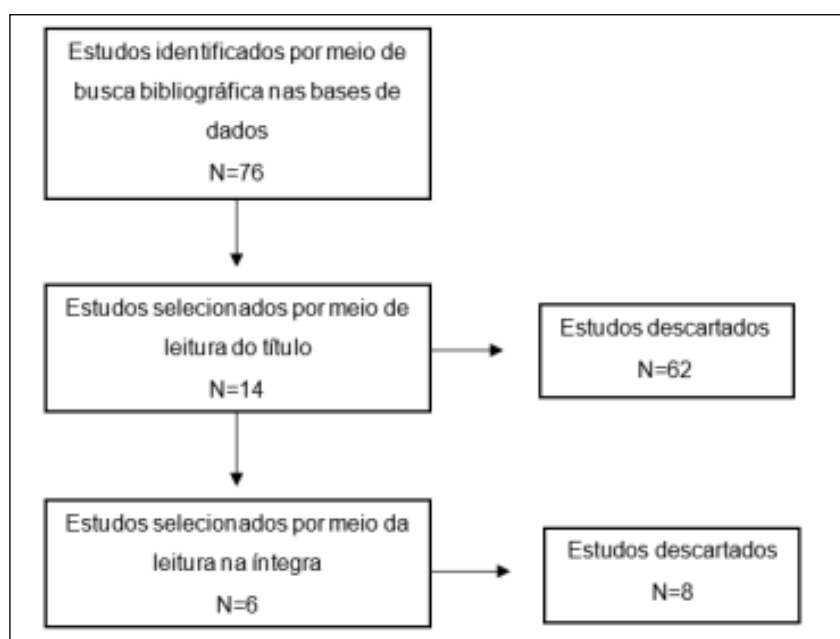 Estudos identificados por meio de
busca bibliográfica nas bases de
dados
N=76
Estudos selecionados por meio de
leitura do título
N=14
Estudos descartados
N=62
Estudos selecionados por meio da
leitura na íntegra
N=6
Estudos descartados
N=8